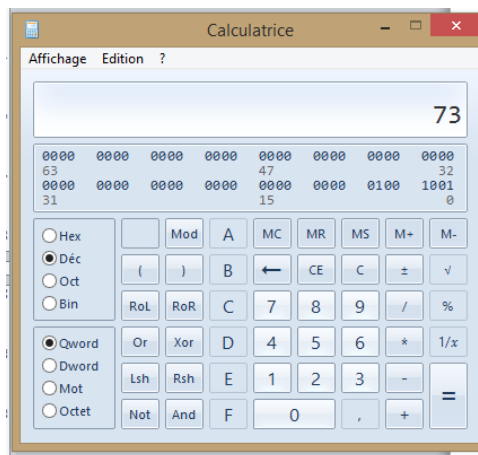 Calculatrice
Affichage Edition ?
73
0000 0000 0000 0000 0000 0000 0000 0000
63 47 32
0000 0000 0000 0000 0000 0000 0100 1001
31 15 0
Hex Mod A MC MR MS M+ M-
Déc ( ) B ← CE C ± √
Oct
Bin RoL RoR C 7 8 9 / %
Qword Or Xor D 4 5 6 * 1/x
Dword Lsh Rsh E 1 2 3 - =
Mot
Octet Not And F 0 , +